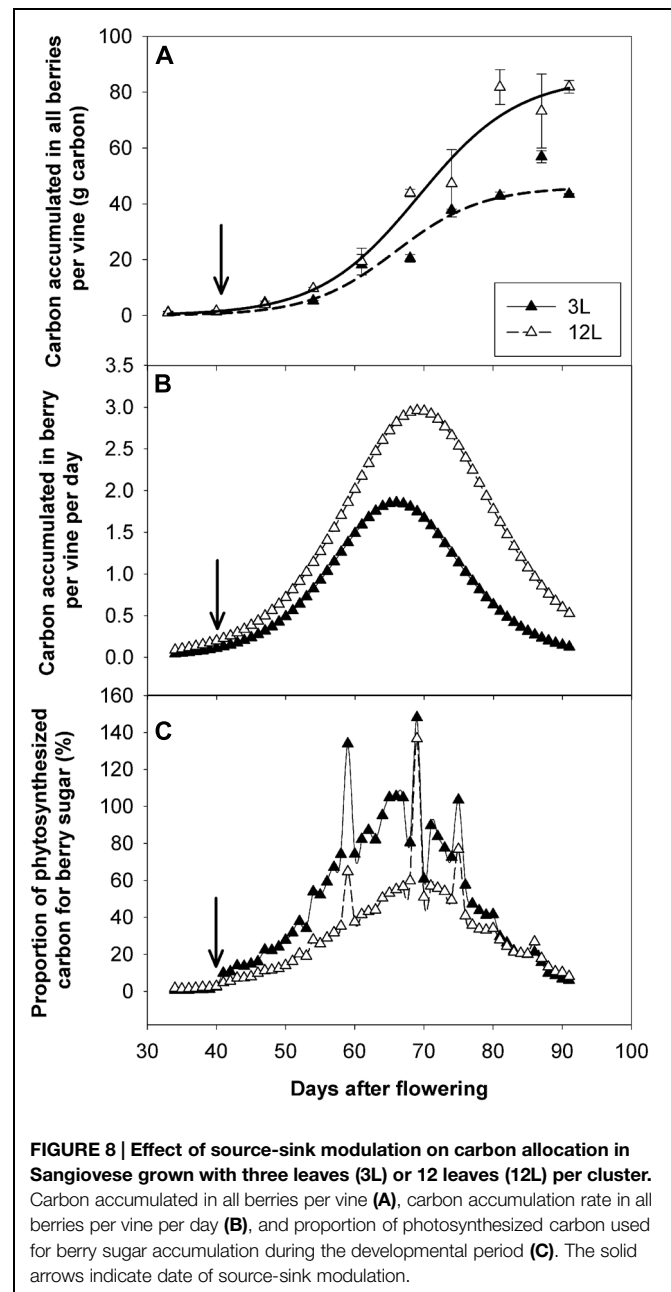 100
80
60
40
20
0
A
Carbon accumulated in all berries
per vine (g carbon)
3L
12L
3.5
3.0
2.5
2.0
1.5
1.0
0.5
0.0
B
Carbon accumulated in berry
per vine per day
160
140
120
100
80
60
40
20
0
C
Proportion of phytosynthesized
carbon for berry sugar (%)
30 40 50 60 70 80 90 100
Days after flowering
FIGURE 8 | Effect of source-sink modulation on carbon allocation in
Sangiovese grown with three leaves (3L) or 12 leaves (12L) per cluster.
Carbon accumulated in all berries per vine (A), carbon accumulation rate in all
berries per vine per day (B), and proportion of photosynthesized carbon used
for berry sugar accumulation during the developmental period (C). The solid
arrows indicate date of source-sink modulation.